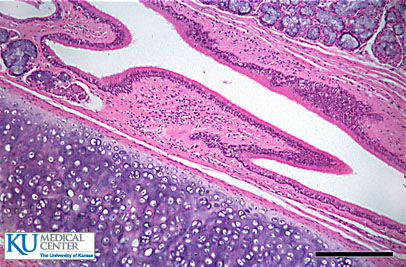 KU MEDICAL
CENTER
The University of Kansas